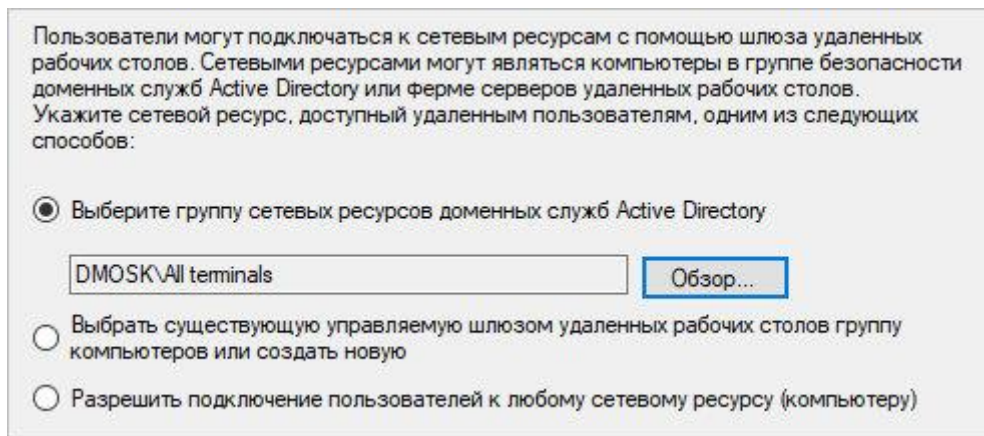 Пользователи могут подключаться к сетевым ресурсам с помощью шлюза удаленных
рабочих столов. Сетевыми ресурсами могут являться компьютеры в группе безопасности
доменных служб Active Directory или ферме серверов удаленных рабочих столов.
Укажите сетевой ресурс, доступный удаленным пользователям, одним из следующих
способов:
Выберите группу сетевых ресурсов доменных служб Active Directory
DMOSK\All terminals
Обзор...
Выбрать существующую управляемую шлюзом удаленных рабочих столов группу
компьютеров или создать новую
Разрешить подключение пользователей к любому сетевому ресурсу (компьютеру)